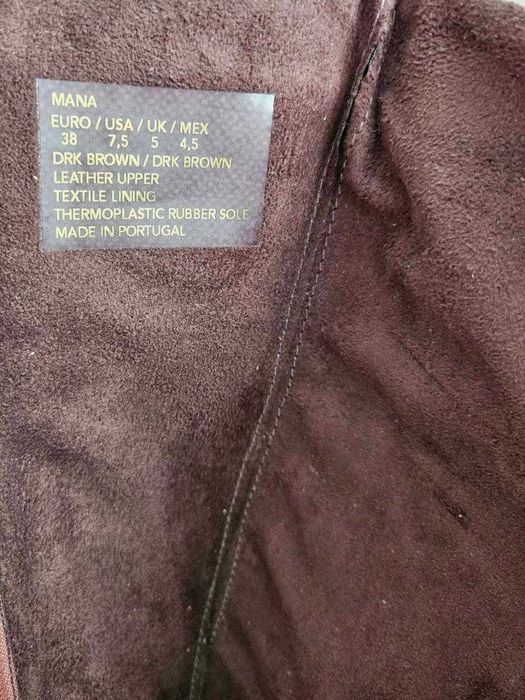 MANA
EURO / USA / UK / MEX
38 7,5 5 4,5
DRK BROWN / DRK BROWN
LEATHER UPPER
TEXTILE LINING
THERMOPLASTIC RUBBER SOLE
MADE IN PORTUGAL